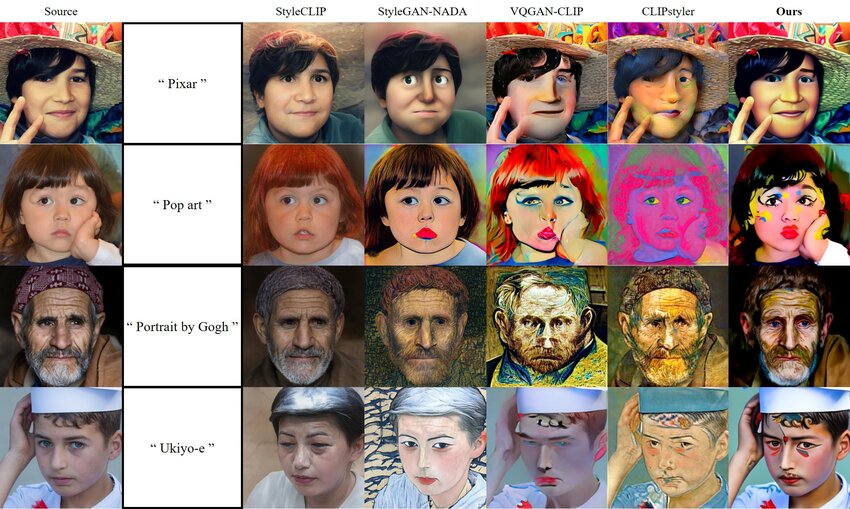 Source StyleCLIP StyleGAN-NADA VQGAN-CLIP CLIPstyler Ours
“ Pixar ”
“ Pop art ”
“ Portrait by Gogh ”
“ Ukiyo-e ”